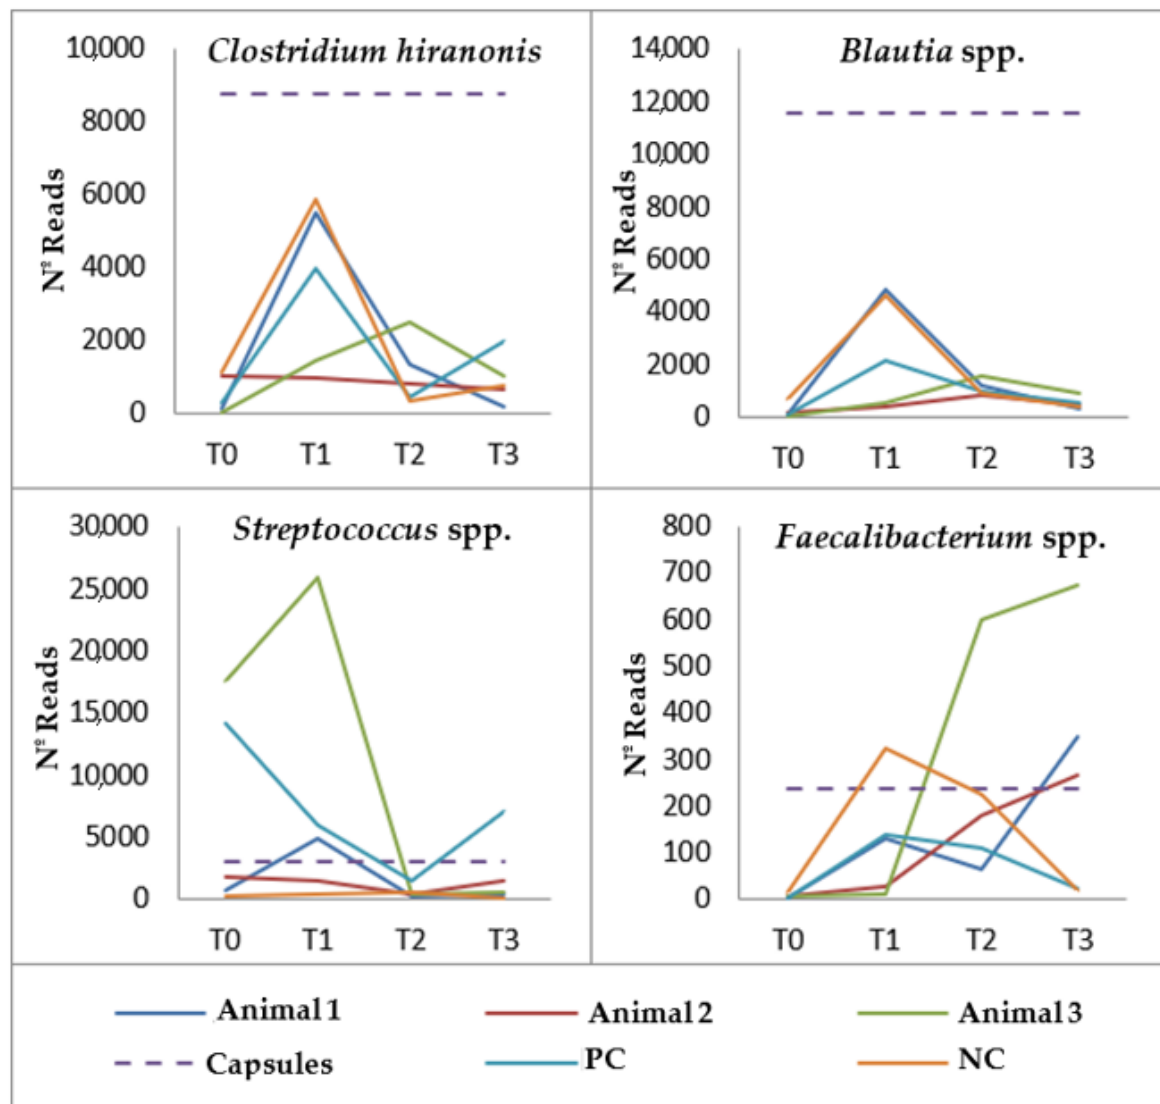 Clostridium hiranonis
10,000
8000
6000
4000
2000
0
N° Reads
T0 T1 T2 T3
Blautia spp.
14,000
12,000
10,000
8000
6000
4000
2000
0
N° Reads
T0 T1 T2 T3
Streptococcus spp.
30,000
25,000
20,000
15,000
10,000
5000
0
N° Reads
T0 T1 T2 T3
Faecalibacterium spp.
800
700
600
500
400
300
200
100
0
N° Reads
T0 T1 T2 T3
Animal 1 Animal 2 Animal 3
Capsules PC NC